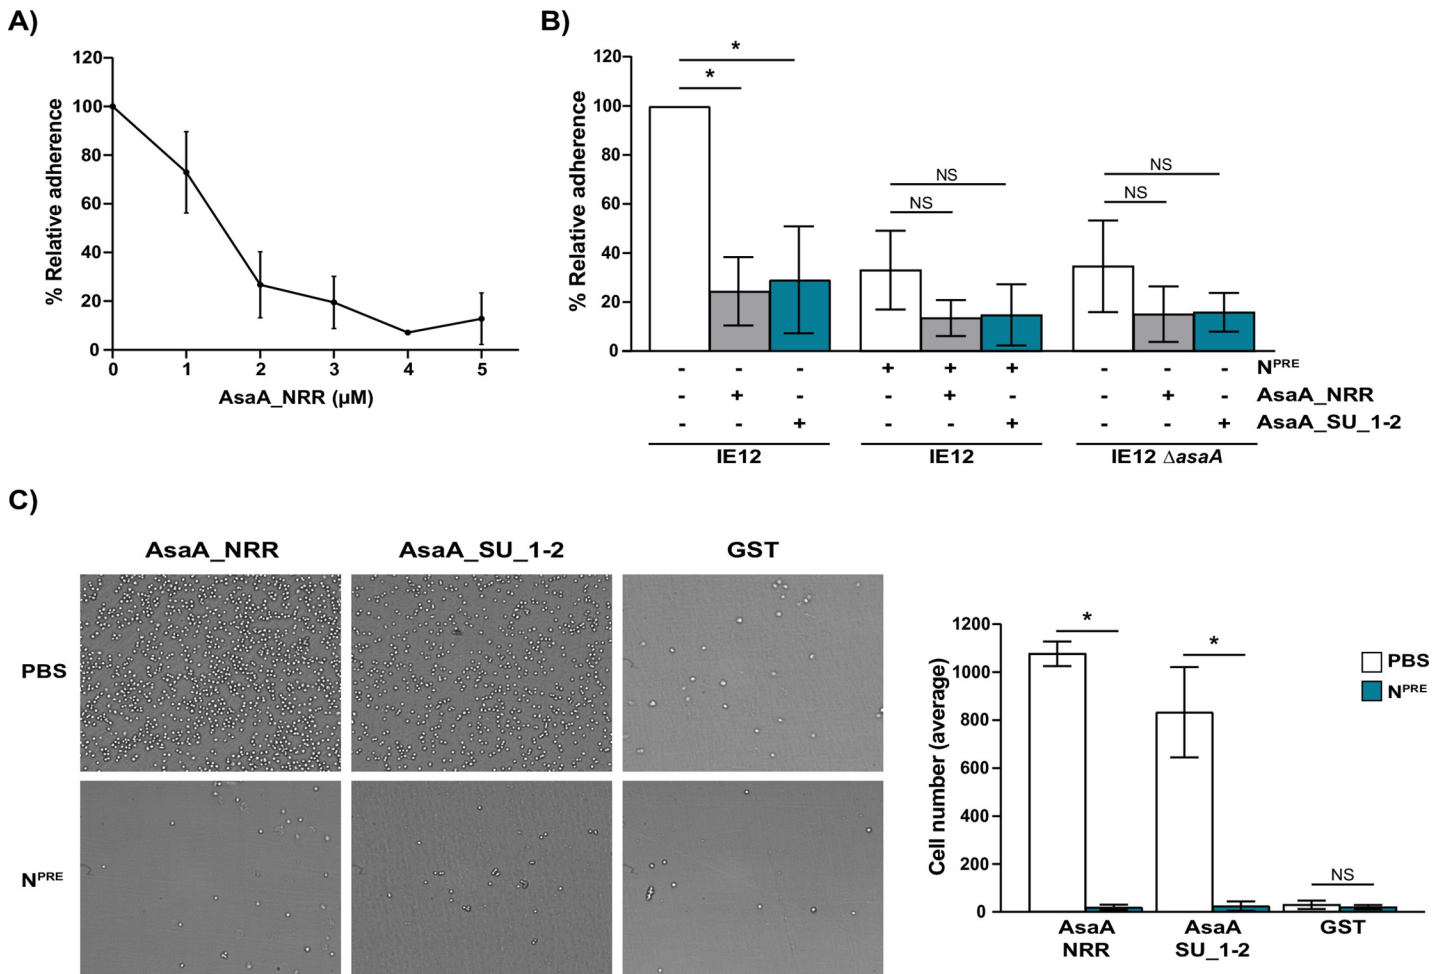 A)
120
100
80
60
40
20
0
% Relative adherence
0 1 2 3 4 5
AsaA_NRR (µM)
B)
120
100
80
60
40
20
0
% Relative adherence
*
*
NS
NS
NS
NS
- - - + + + - - - N^PRE
- + - - + - - + - AsaA_NRR
- - + - - + - - + AsaA_SU_1-2
IE12 IE12 IE12 ΔasaA
C)
AsaA_NRR AsaA_SU_1-2 GST
PBS
N^PRE
1200
1000
800
600
400
200
0
Cell number (average)
*
*
NS
PBS
N^PRE
AsaA NRR
AsaA SU_1-2
GST